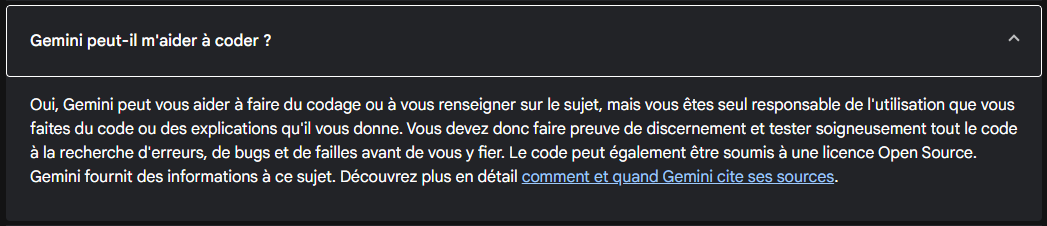 Gemini peut-il m'aider à coder ?
Oui, Gemini peut vous aider à faire du codage ou à vous renseigner sur le sujet, mais vous êtes seul responsable de l'utilisation que vous
faites du code ou des explications qu'il vous donne. Vous devez donc faire preuve de discernement et tester soigneusement tout le code
à la recherche d'erreurs, de bugs et de failles avant de vous y fier. Le code peut également être soumis à une licence Open Source.
Gemini fournit des informations à ce sujet. Découvrez plus en détail comment et quand Gemini cite ses sources.